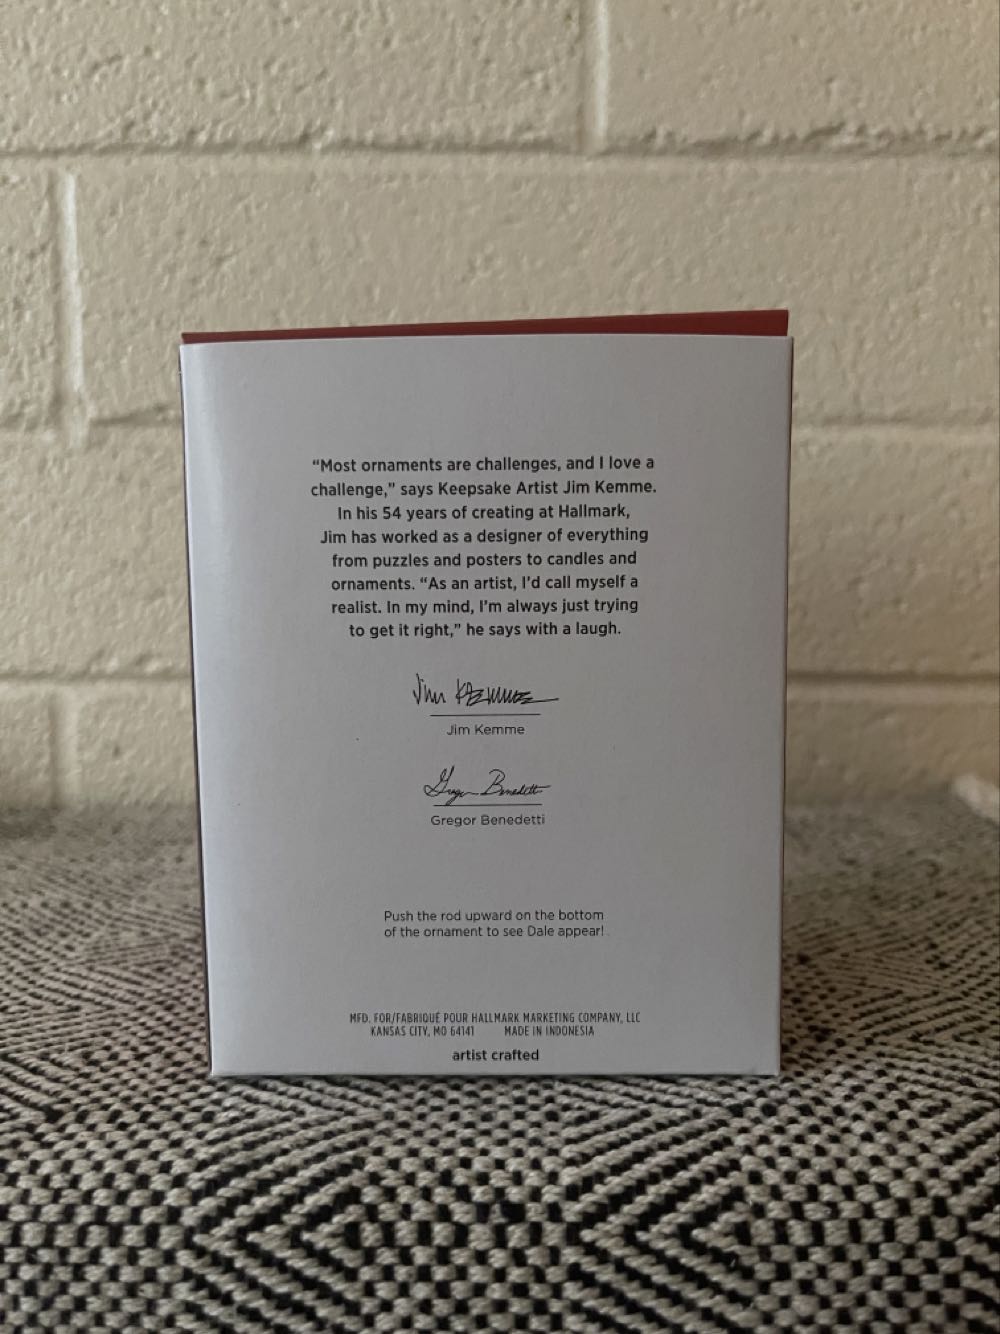 “Most ornaments are challenges, and I love a
challenge,” says Keepsake Artist Jim Kemme.
In his 54 years of creating at Hallmark,
Jim has worked as a designer of everything
from puzzles and posters to candles and
ornaments. “As an artist, I’d call myself a
realist. In my mind, I’m always just trying
to get it right,” he says with a laugh.
Jim Kemme
Jim Kemme
Gregor Benedetti
Gregor Benedetti
Push the rod upward on the bottom
of the ornament to see Dale appear!
MFD. FOR/FABRIQUÉ POUR HALLMARK MARKETING COMPANY, LLC
KANSAS CITY, MO 64141 MADE IN INDONESIA
artist crafted